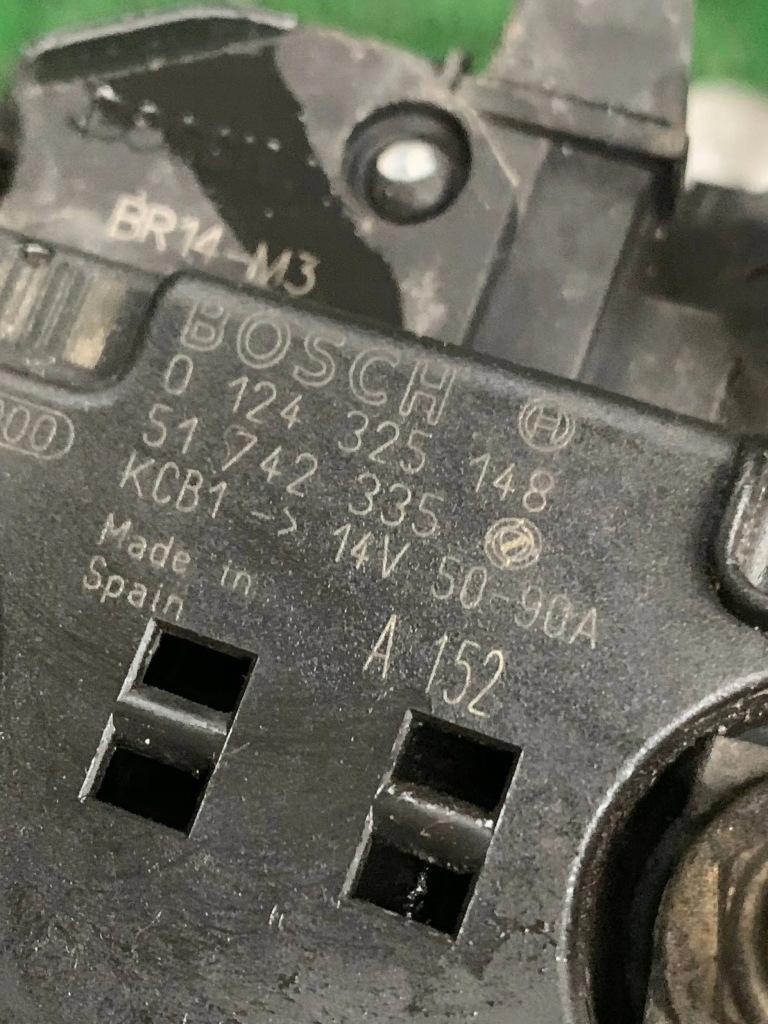 BR14-M3
BOSCH
0 124 325 148
51 742 335
KCB1 -> 14V 50-90A
Made in
Spain
A 152